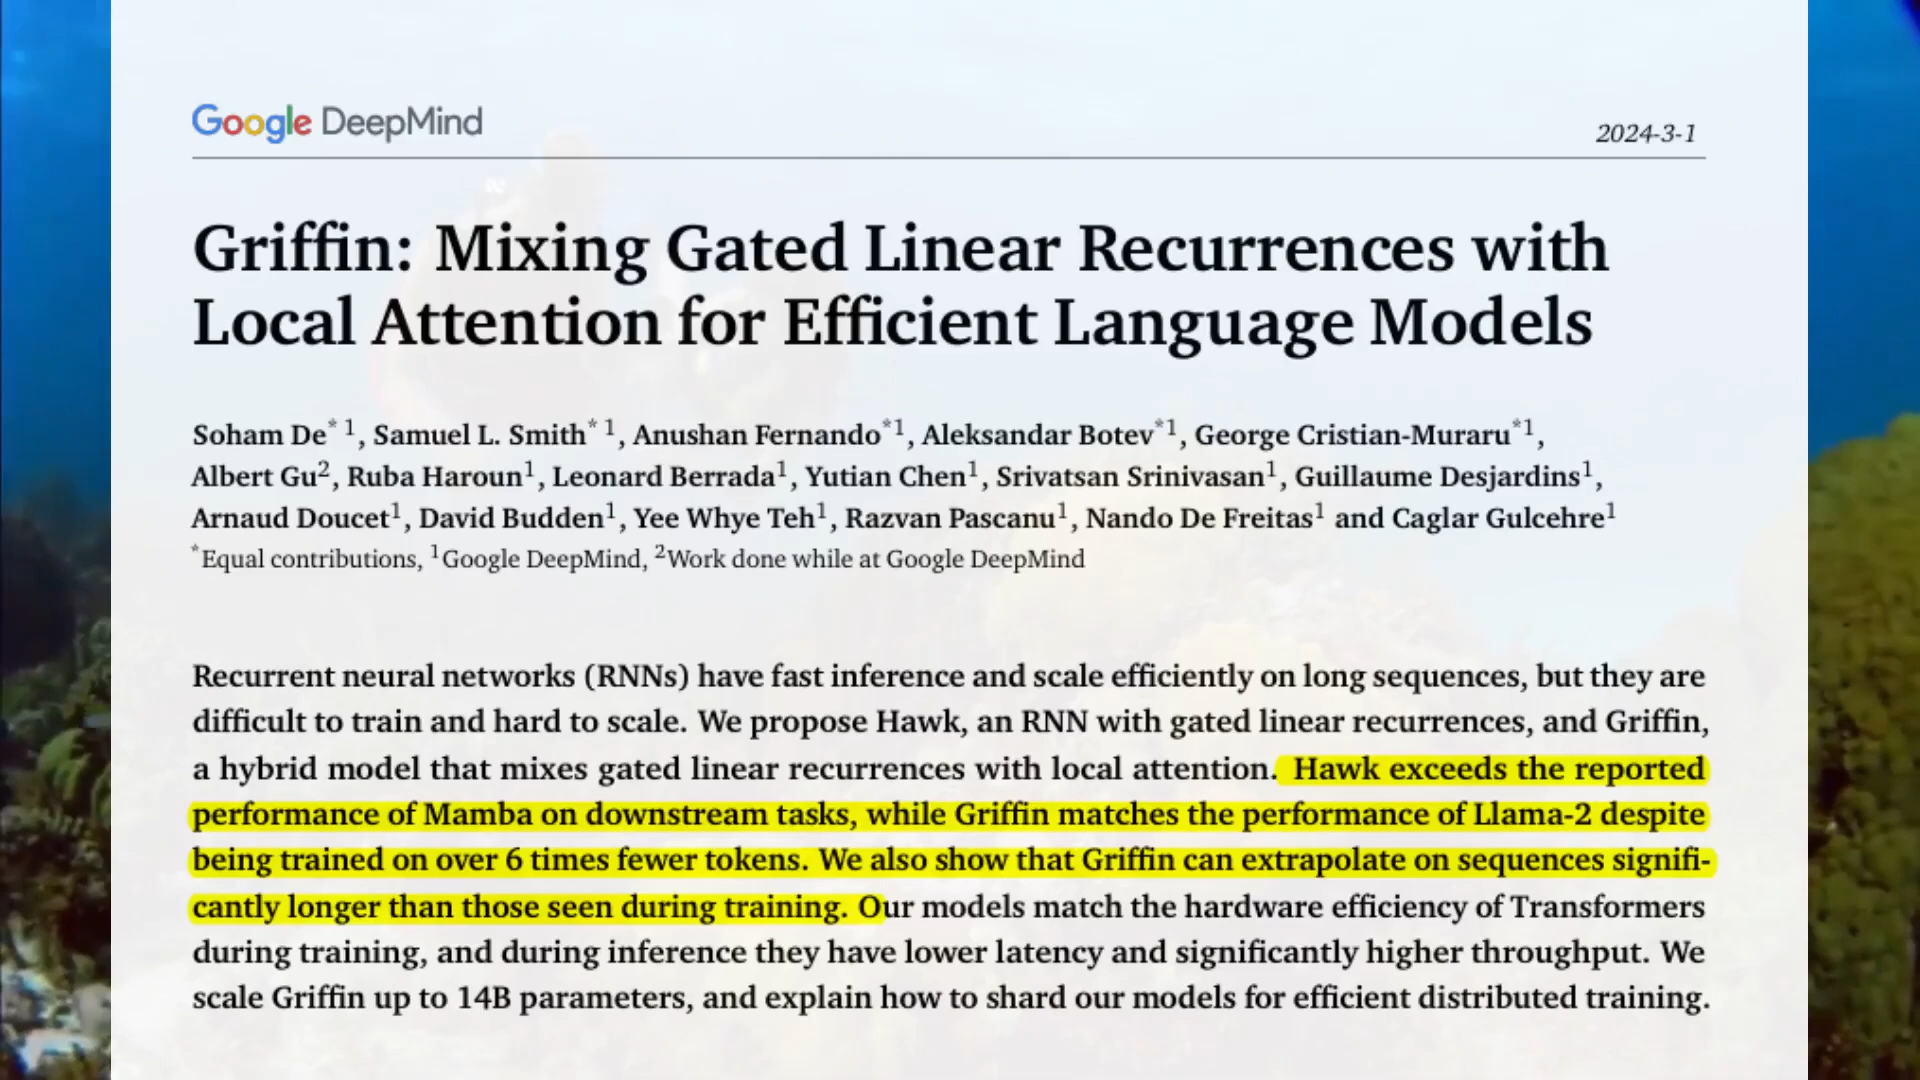 Google DeepMind
2024-3-1
Griffin: Mixing Gated Linear Recurrences with
Local Attention for Efficient Language Models
Soham De* 1, Samuel L. Smith* 1, Anushan Fernando*1, Aleksandar Botev*1, George Cristian-Muraru*1,
Albert Gu2, Ruba Haroun1, Leonard Berrada1, Yutian Chen1, Srivatsan Srinivasan1, Guillaume Desjardins1,
Arnaud Doucet1, David Budden1, Yee Whye Teh1, Razvan Pascanu1, Nando De Freitas1 and Caglar Gulcehre1
*Equal contributions, 1Google DeepMind, 2Work done while at Google DeepMind
Recurrent neural networks (RNNs) have fast inference and scale efficiently on long sequences, but they are
difficult to train and hard to scale. We propose Hawk, an RNN with gated linear recurrences, and Griffin,
a hybrid model that mixes gated linear recurrences with local attention. Hawk exceeds the reported
performance of Mamba on downstream tasks, while Griffin matches the performance of Llama-2 despite
being trained on over 6 times fewer tokens. We also show that Griffin can extrapolate on sequences signifi-
cantly longer than those seen during training. Our models match the hardware efficiency of Transformers
during training, and during inference they have lower latency and significantly higher throughput. We
scale Griffin up to 14B parameters, and explain how to shard our models for efficient distributed training.